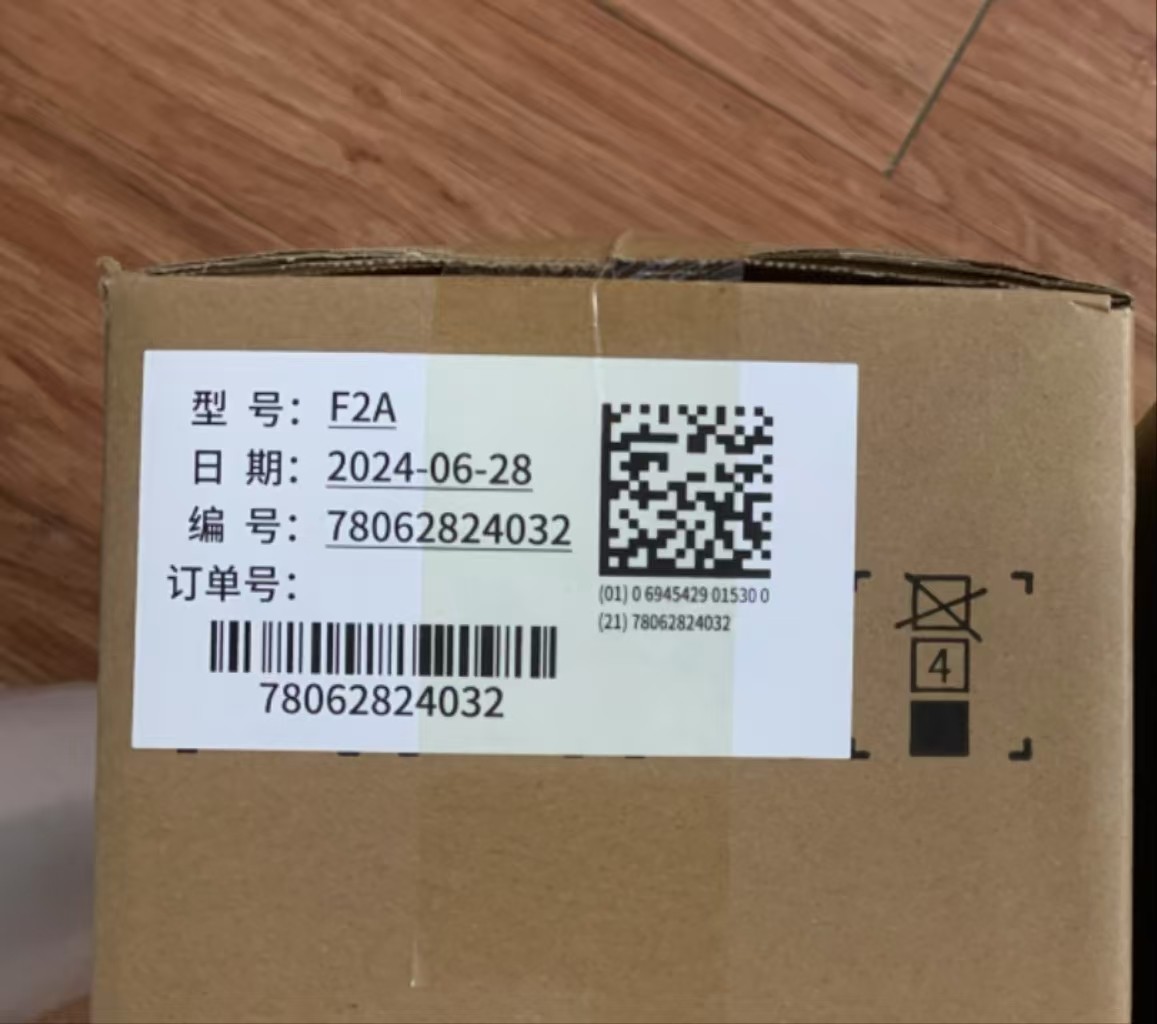 型 号： F2A
日 期： 2024-06-28
编 号： 78062824032
订单号：
78062824032
(01) 0 6945429 01530 0
(21) 78062824032
4